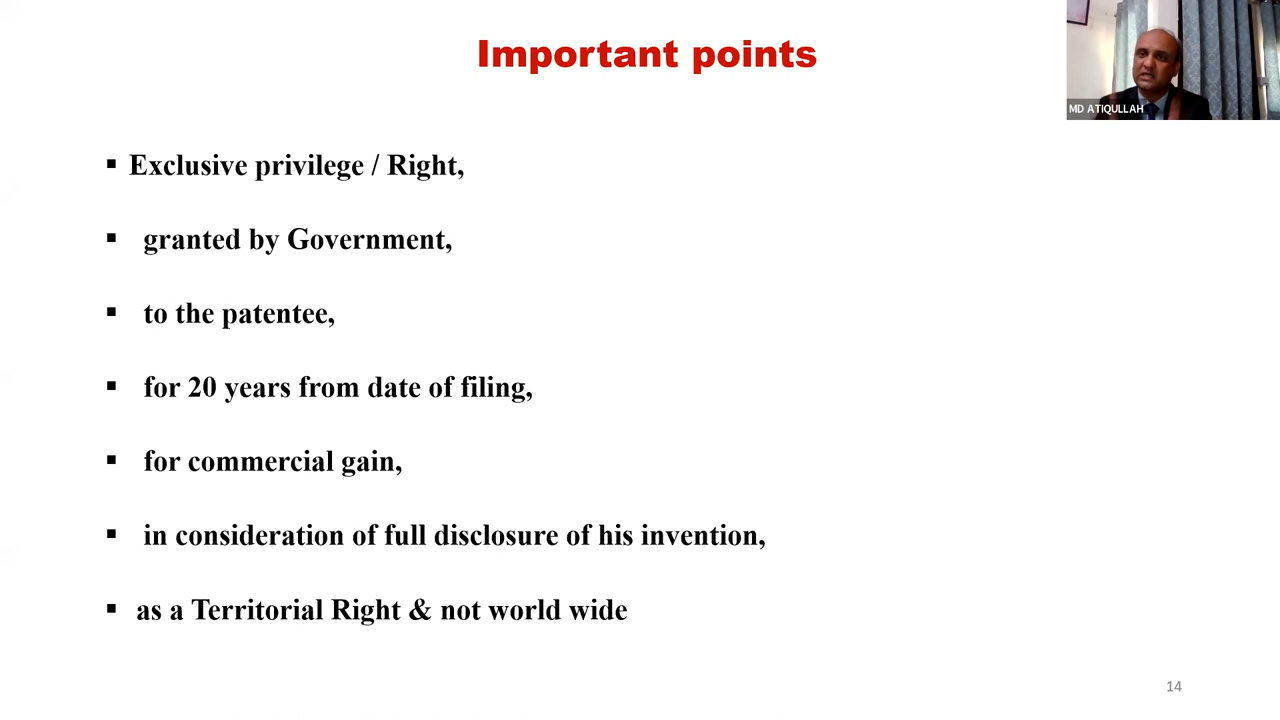 Important points
MD ATIQULLAH
▪ Exclusive privilege / Right,
▪ granted by Government,
▪ to the patentee,
▪ for 20 years from date of filing,
▪ for commercial gain,
▪ in consideration of full disclosure of his invention,
▪ as a Territorial Right & not world wide
14